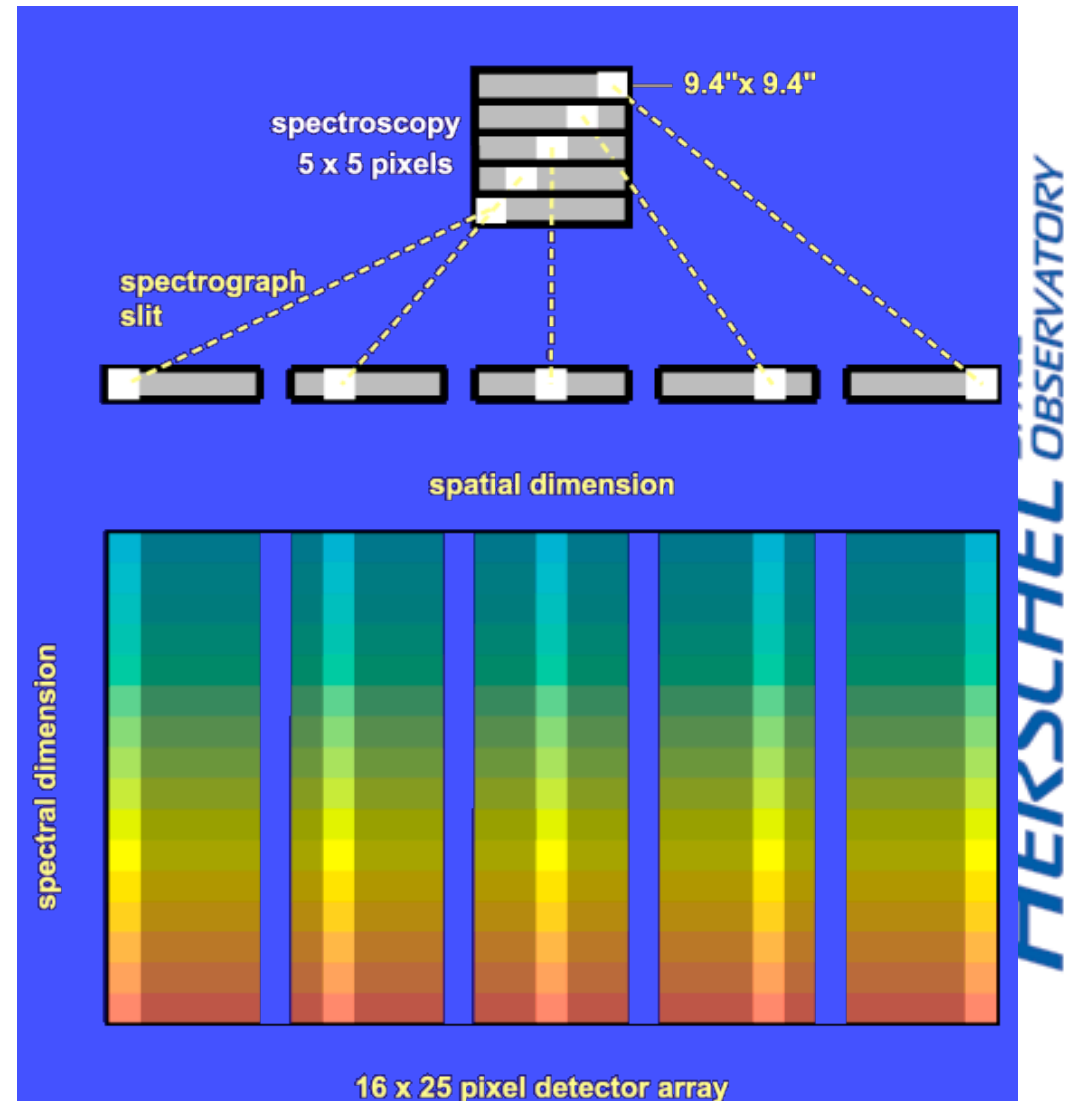 9.4"x 9.4"
spectroscopy
5 x 5 pixels
spectrograph
slit
spatial dimension
spectral dimension
16 x 25 pixel detector array
HERSCHEL OBSERVATORY